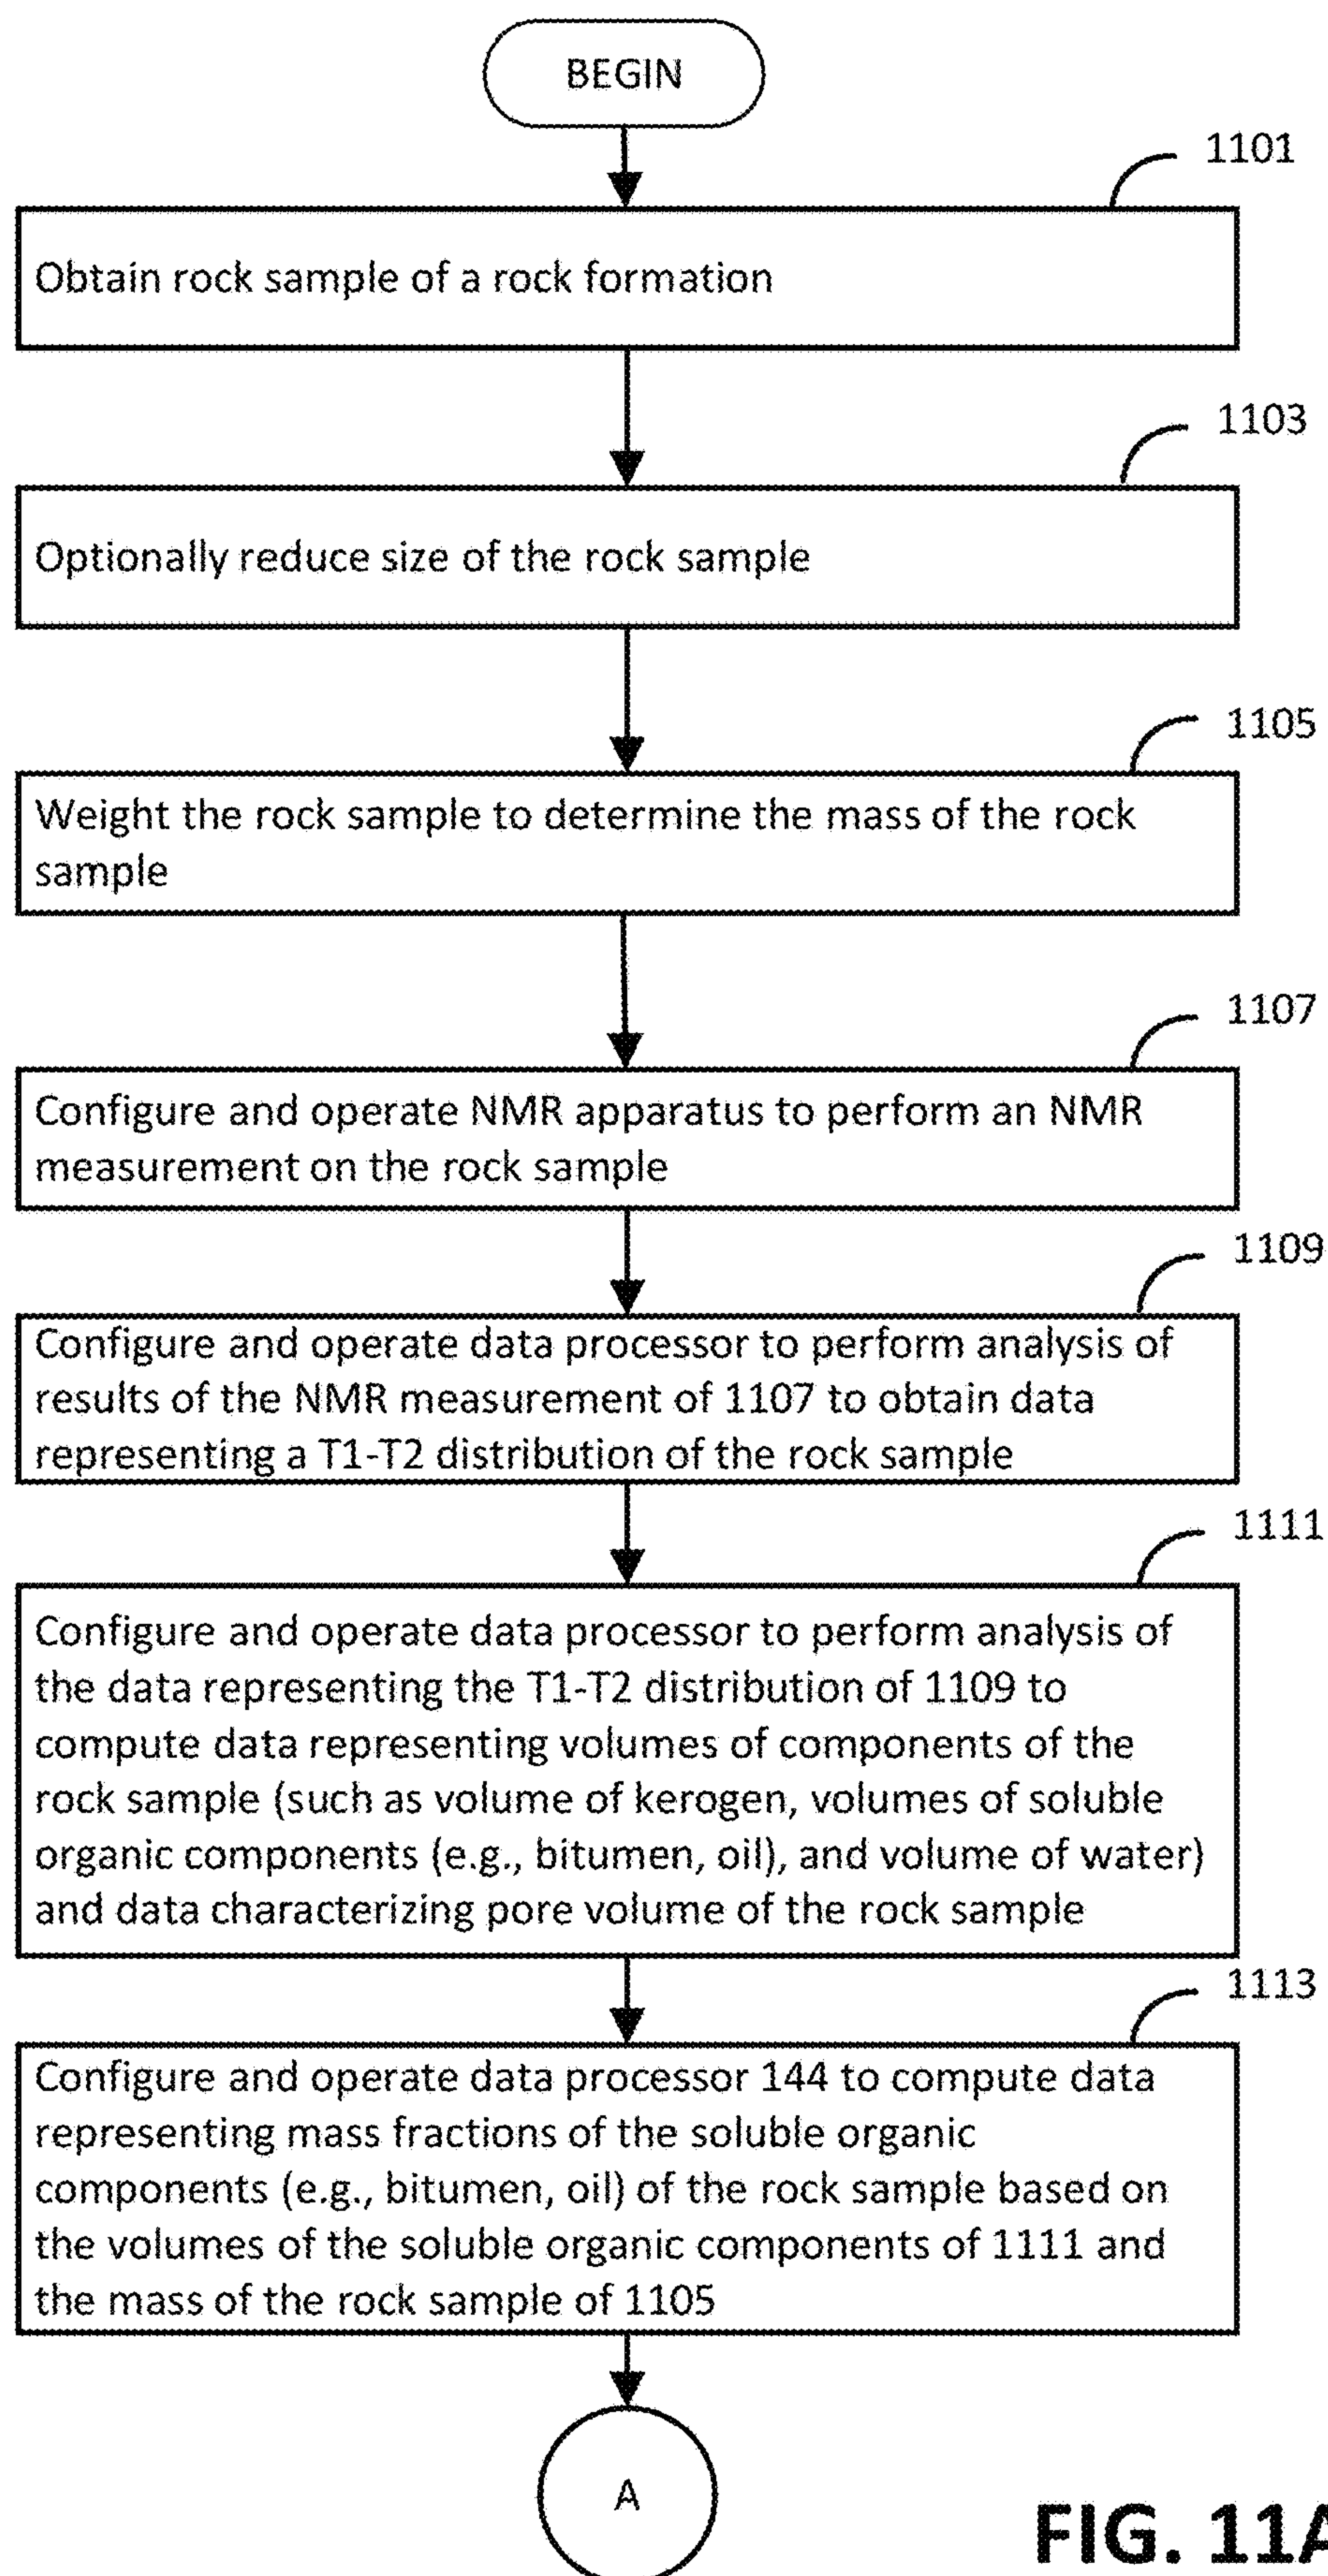 BEGIN
1101
Obtain rock sample of a rock formation
1103
Optionally reduce size of the rock sample
1105
Weight the rock sample to determine the mass of the rock
sample
1107
Configure and operate NMR apparatus to perform an NMR
measurement on the rock sample
1109
Configure and operate data processor to perform analysis of
results of the NMR measurement of 1107 to obtain data
representing a T1-T2 distribution of the rock sample
1111
Configure and operate data processor to perform analysis of
the data representing the T1-T2 distribution of 1109 to
compute data representing volumes of components of the
rock sample (such as volume of kerogen, volumes of soluble
organic components (e.g., bitumen, oil), and volume of water)
and data characterizing pore volume of the rock sample
1113
Configure and operate data processor 144 to compute data
representing mass fractions of the soluble organic
components (e.g., bitumen, oil) of the rock sample based on
the volumes of the soluble organic components of 1111 and
the mass of the rock sample of 1105
A
FIG. 11A